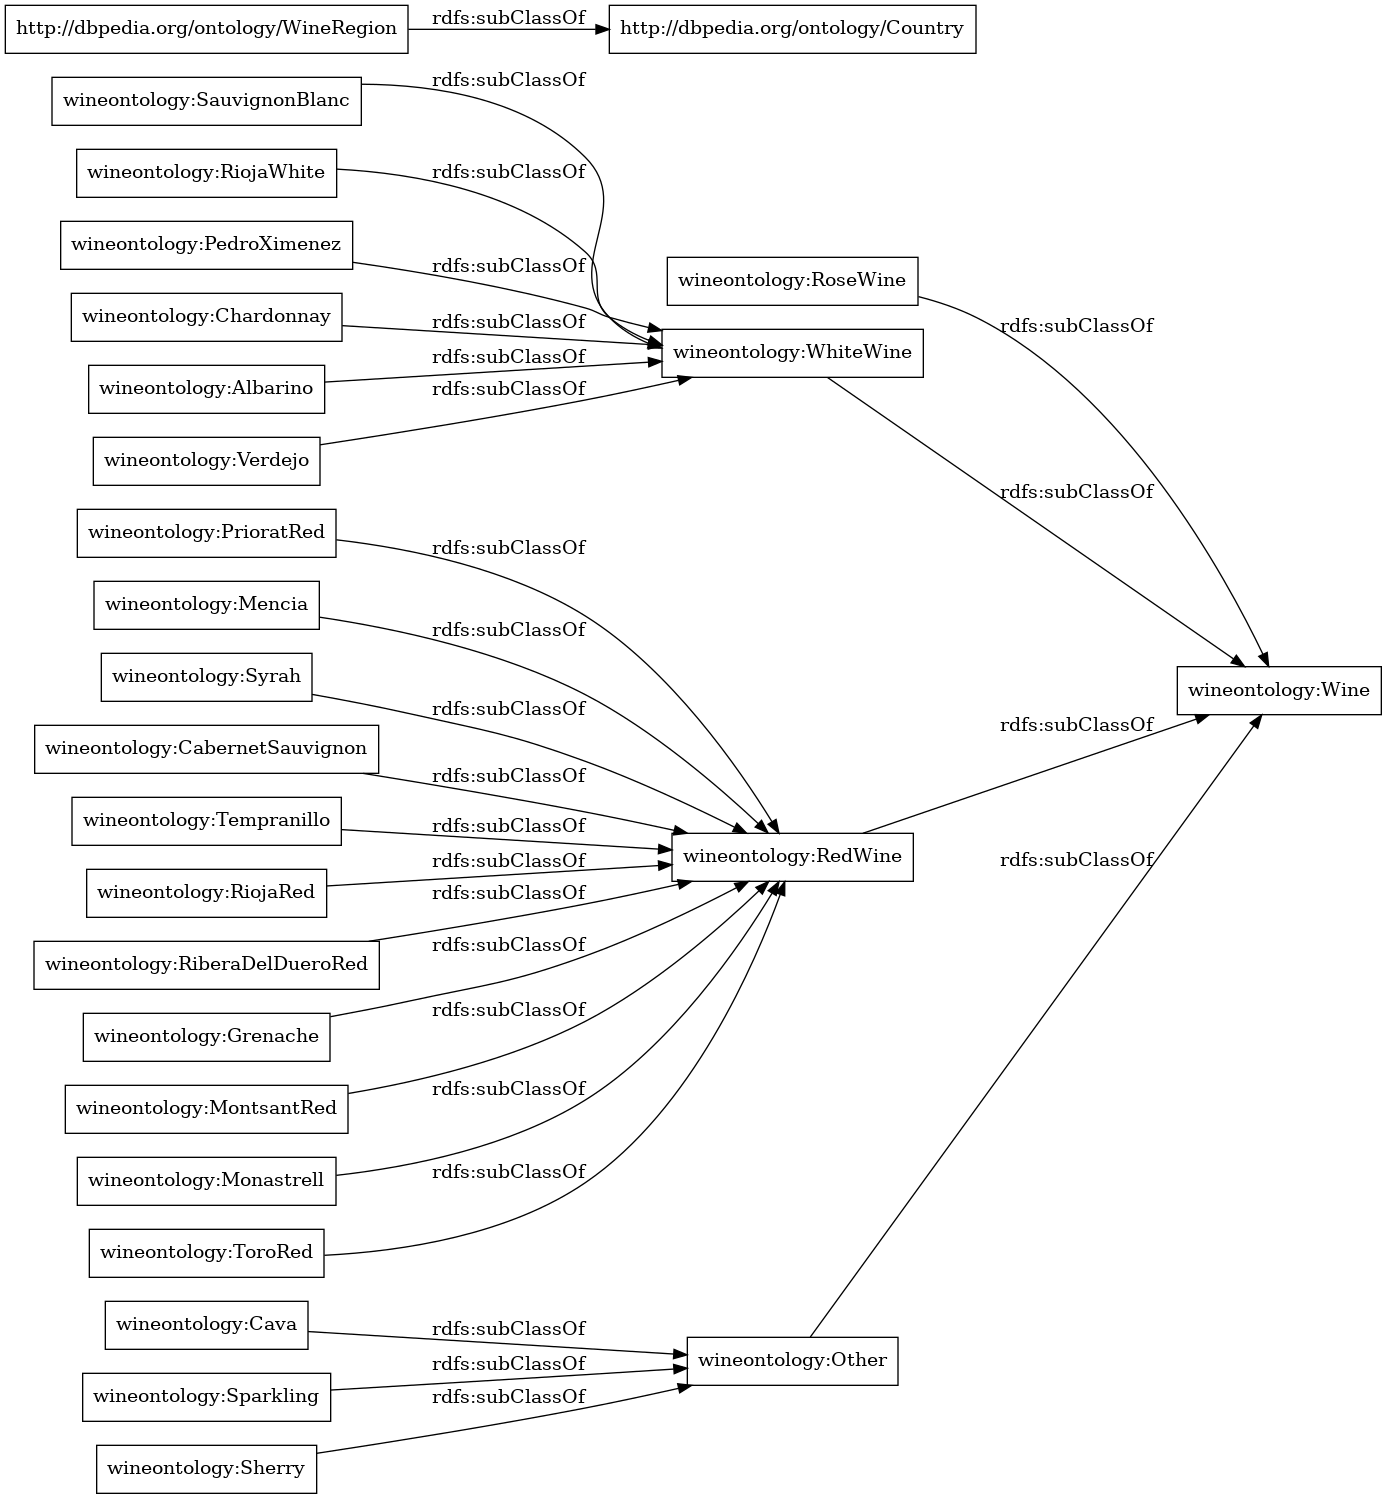 http://dbpedia.org/ontology/WineRegion
rdfs:subClassOf
http://dbpedia.org/ontology/Country
wineontology:SauvignonBlanc
rdfs:subClassOf
wineontology:RiojaWhite
rdfs:subClassOf
wineontology:PedroXimenez
rdfs:subClassOf
wineontology:RoseWine
wineontology:Chardonnay
rdfs:subClassOf
rdfs:subClassOf
wineontology:WhiteWine
wineontology:Albarino
rdfs:subClassOf
wineontology:Verdejo
rdfs:subClassOf
rdfs:subClassOf
wineontology:PrioratRed
rdfs:subClassOf
wineontology:Mencia
rdfs:subClassOf
wineontology:Syrah
rdfs:subClassOf
wineontology:Wine
wineontology:CabernetSauvignon
rdfs:subClassOf
rdfs:subClassOf
wineontology:Tempranillo
rdfs:subClassOf
wineontology:RedWine
wineontology:RiojaRed
rdfs:subClassOf
rdfs:subClassOf
wineontology:RiberaDelDueroRed
rdfs:subClassOf
wineontology:Grenache
rdfs:subClassOf
wineontology:MontsantRed
rdfs:subClassOf
wineontology:Monastrell
rdfs:subClassOf
wineontology:ToroRed
rdfs:subClassOf
wineontology:Cava
rdfs:subClassOf
wineontology:Other
wineontology:Sparkling
rdfs:subClassOf
wineontology:Sherry
rdfs:subClassOf